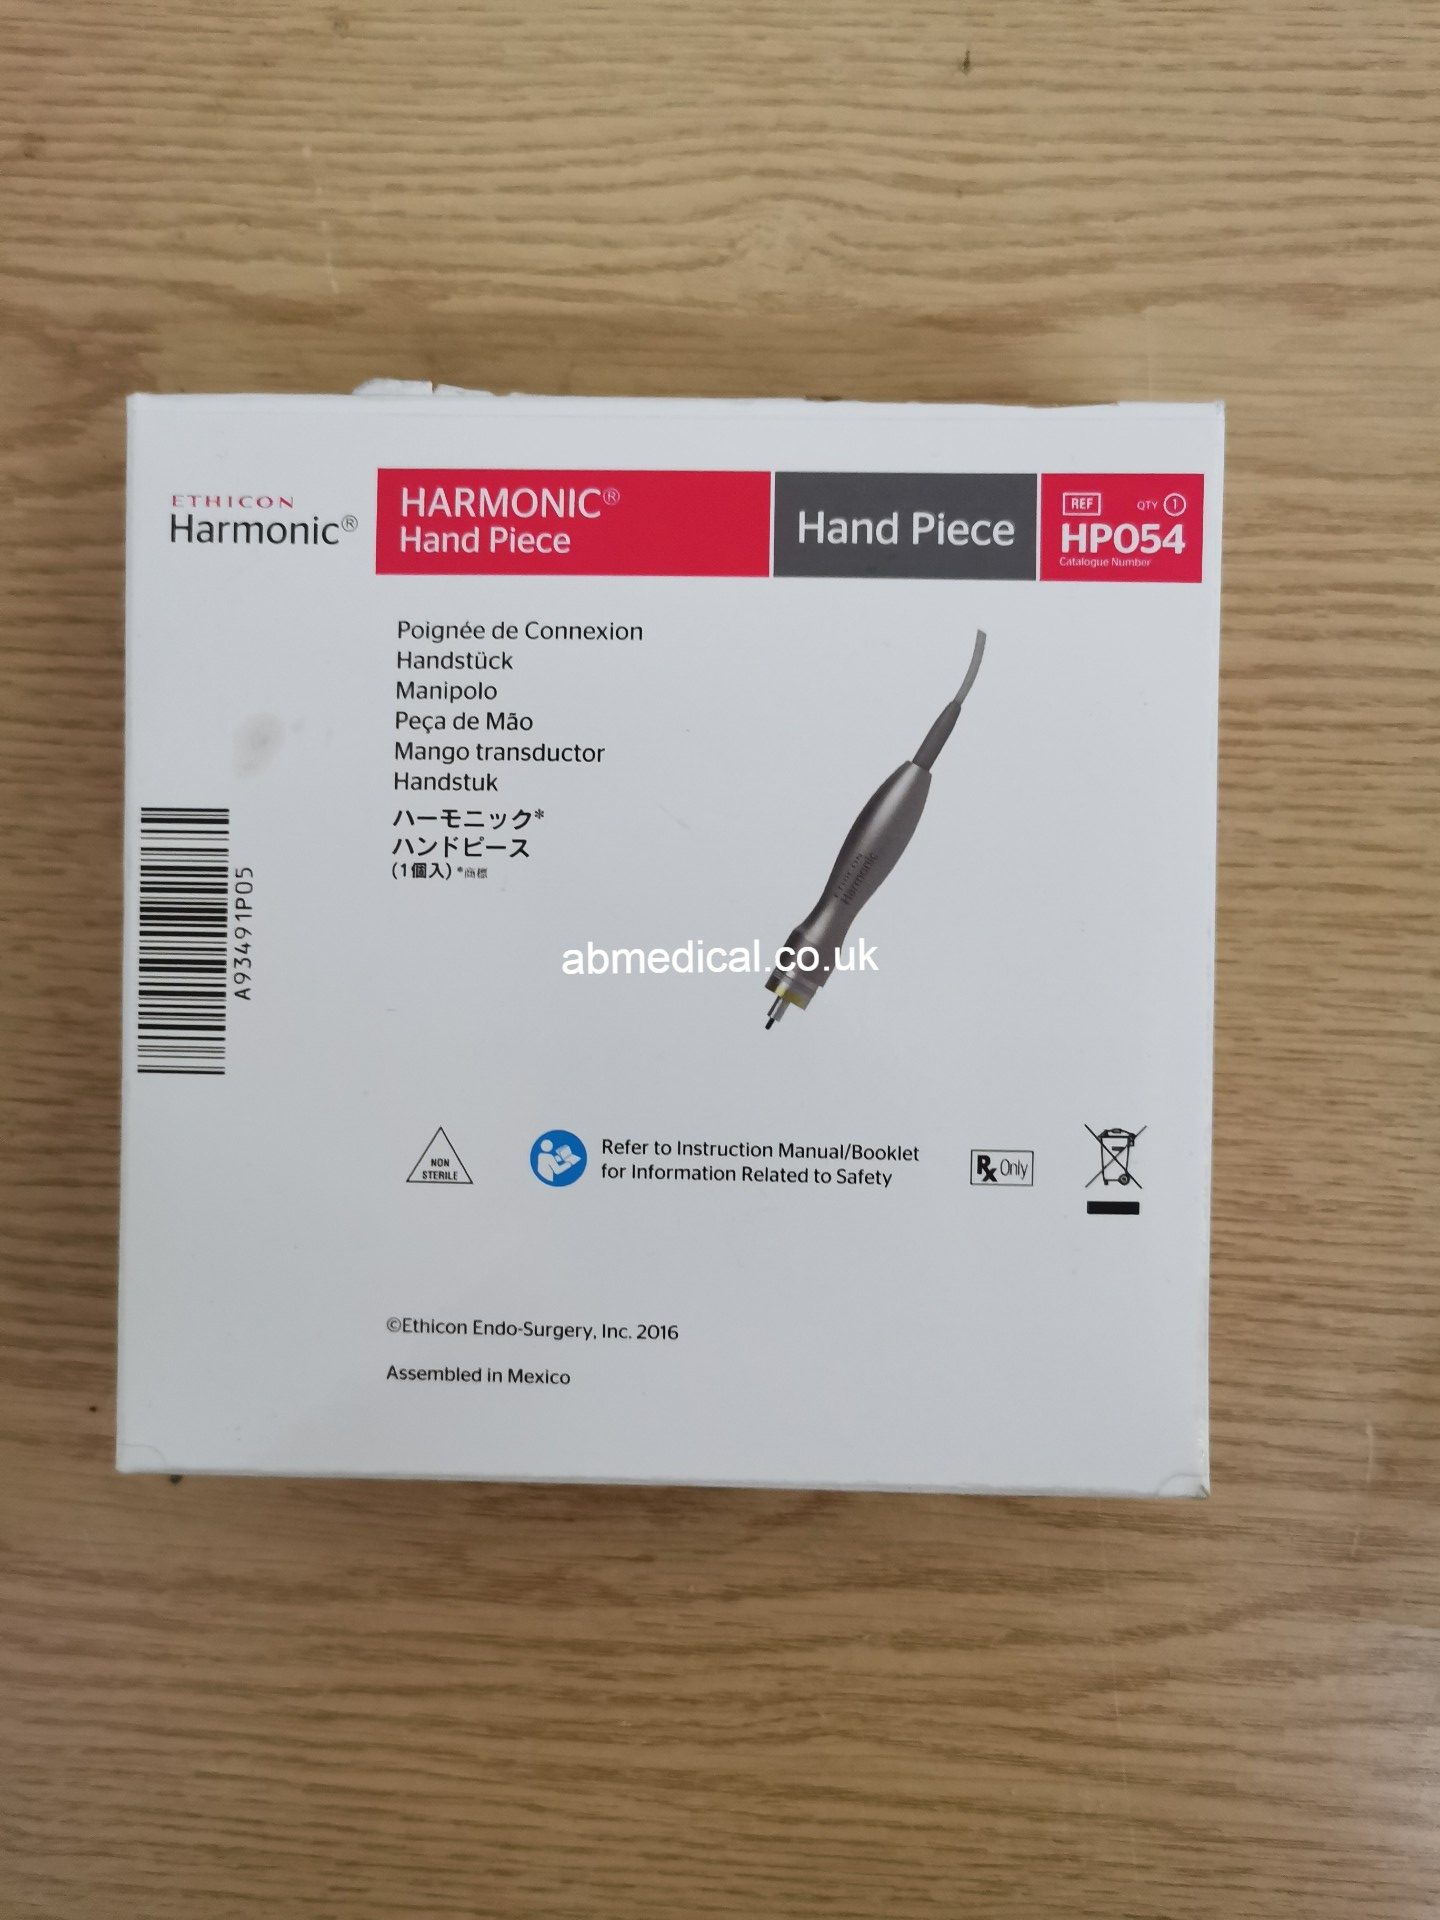 ETHICON
Harmonic®
HARMONIC®
Hand Piece
Hand Piece
REF QTY 1
HP054
Catalogue Number
Poignée de Connexion
Handstück
Manipolo
Peça de Mão
Mango transductor
Handstuk
ハーモニック*
ハンドピース
(1個入) *商標
A93491P05
ETHICON
Harmonic
abmedical.co.uk
NON
STERILE
Refer to Instruction Manual/Booklet
for Information Related to Safety
Rx Only
©Ethicon Endo-Surgery, Inc. 2016
Assembled in Mexico